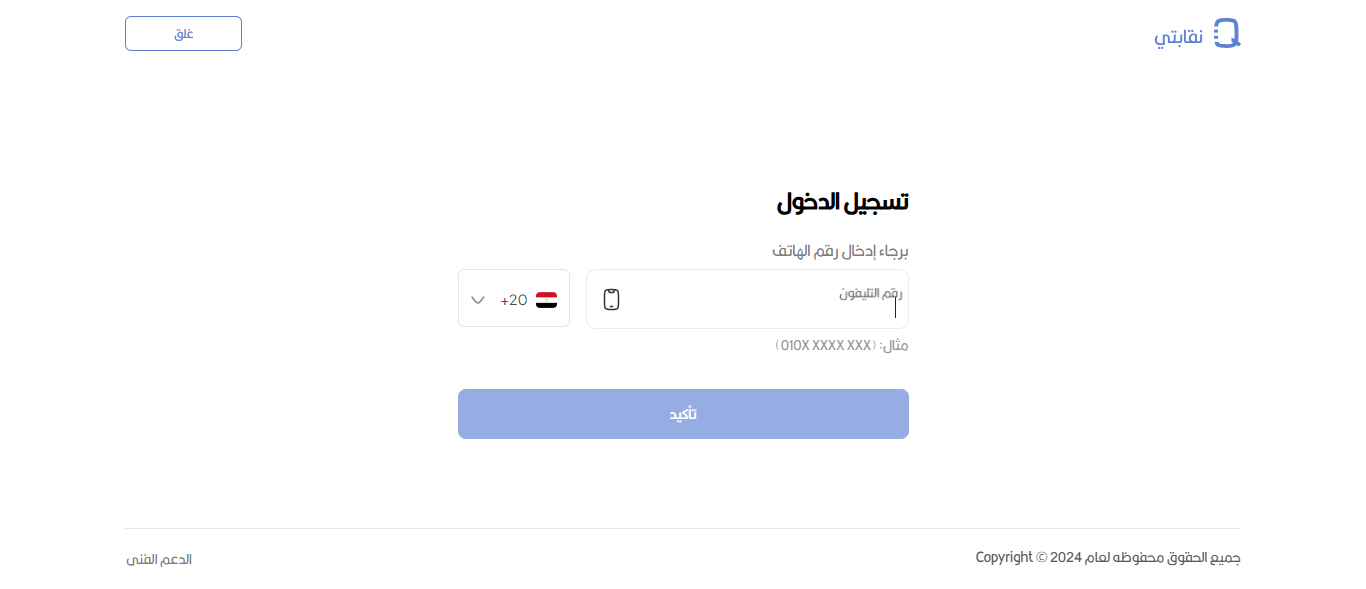 نقابتي
غلق
تسجيل الدخول
برجاء إدخال رقم الهاتف
رقم التليفون
+20
مثال: (010X XXXX XXX)
تأكيد
جميع الحقوق محفوظه لعام 2024 © Copyright
الدعم الفنى